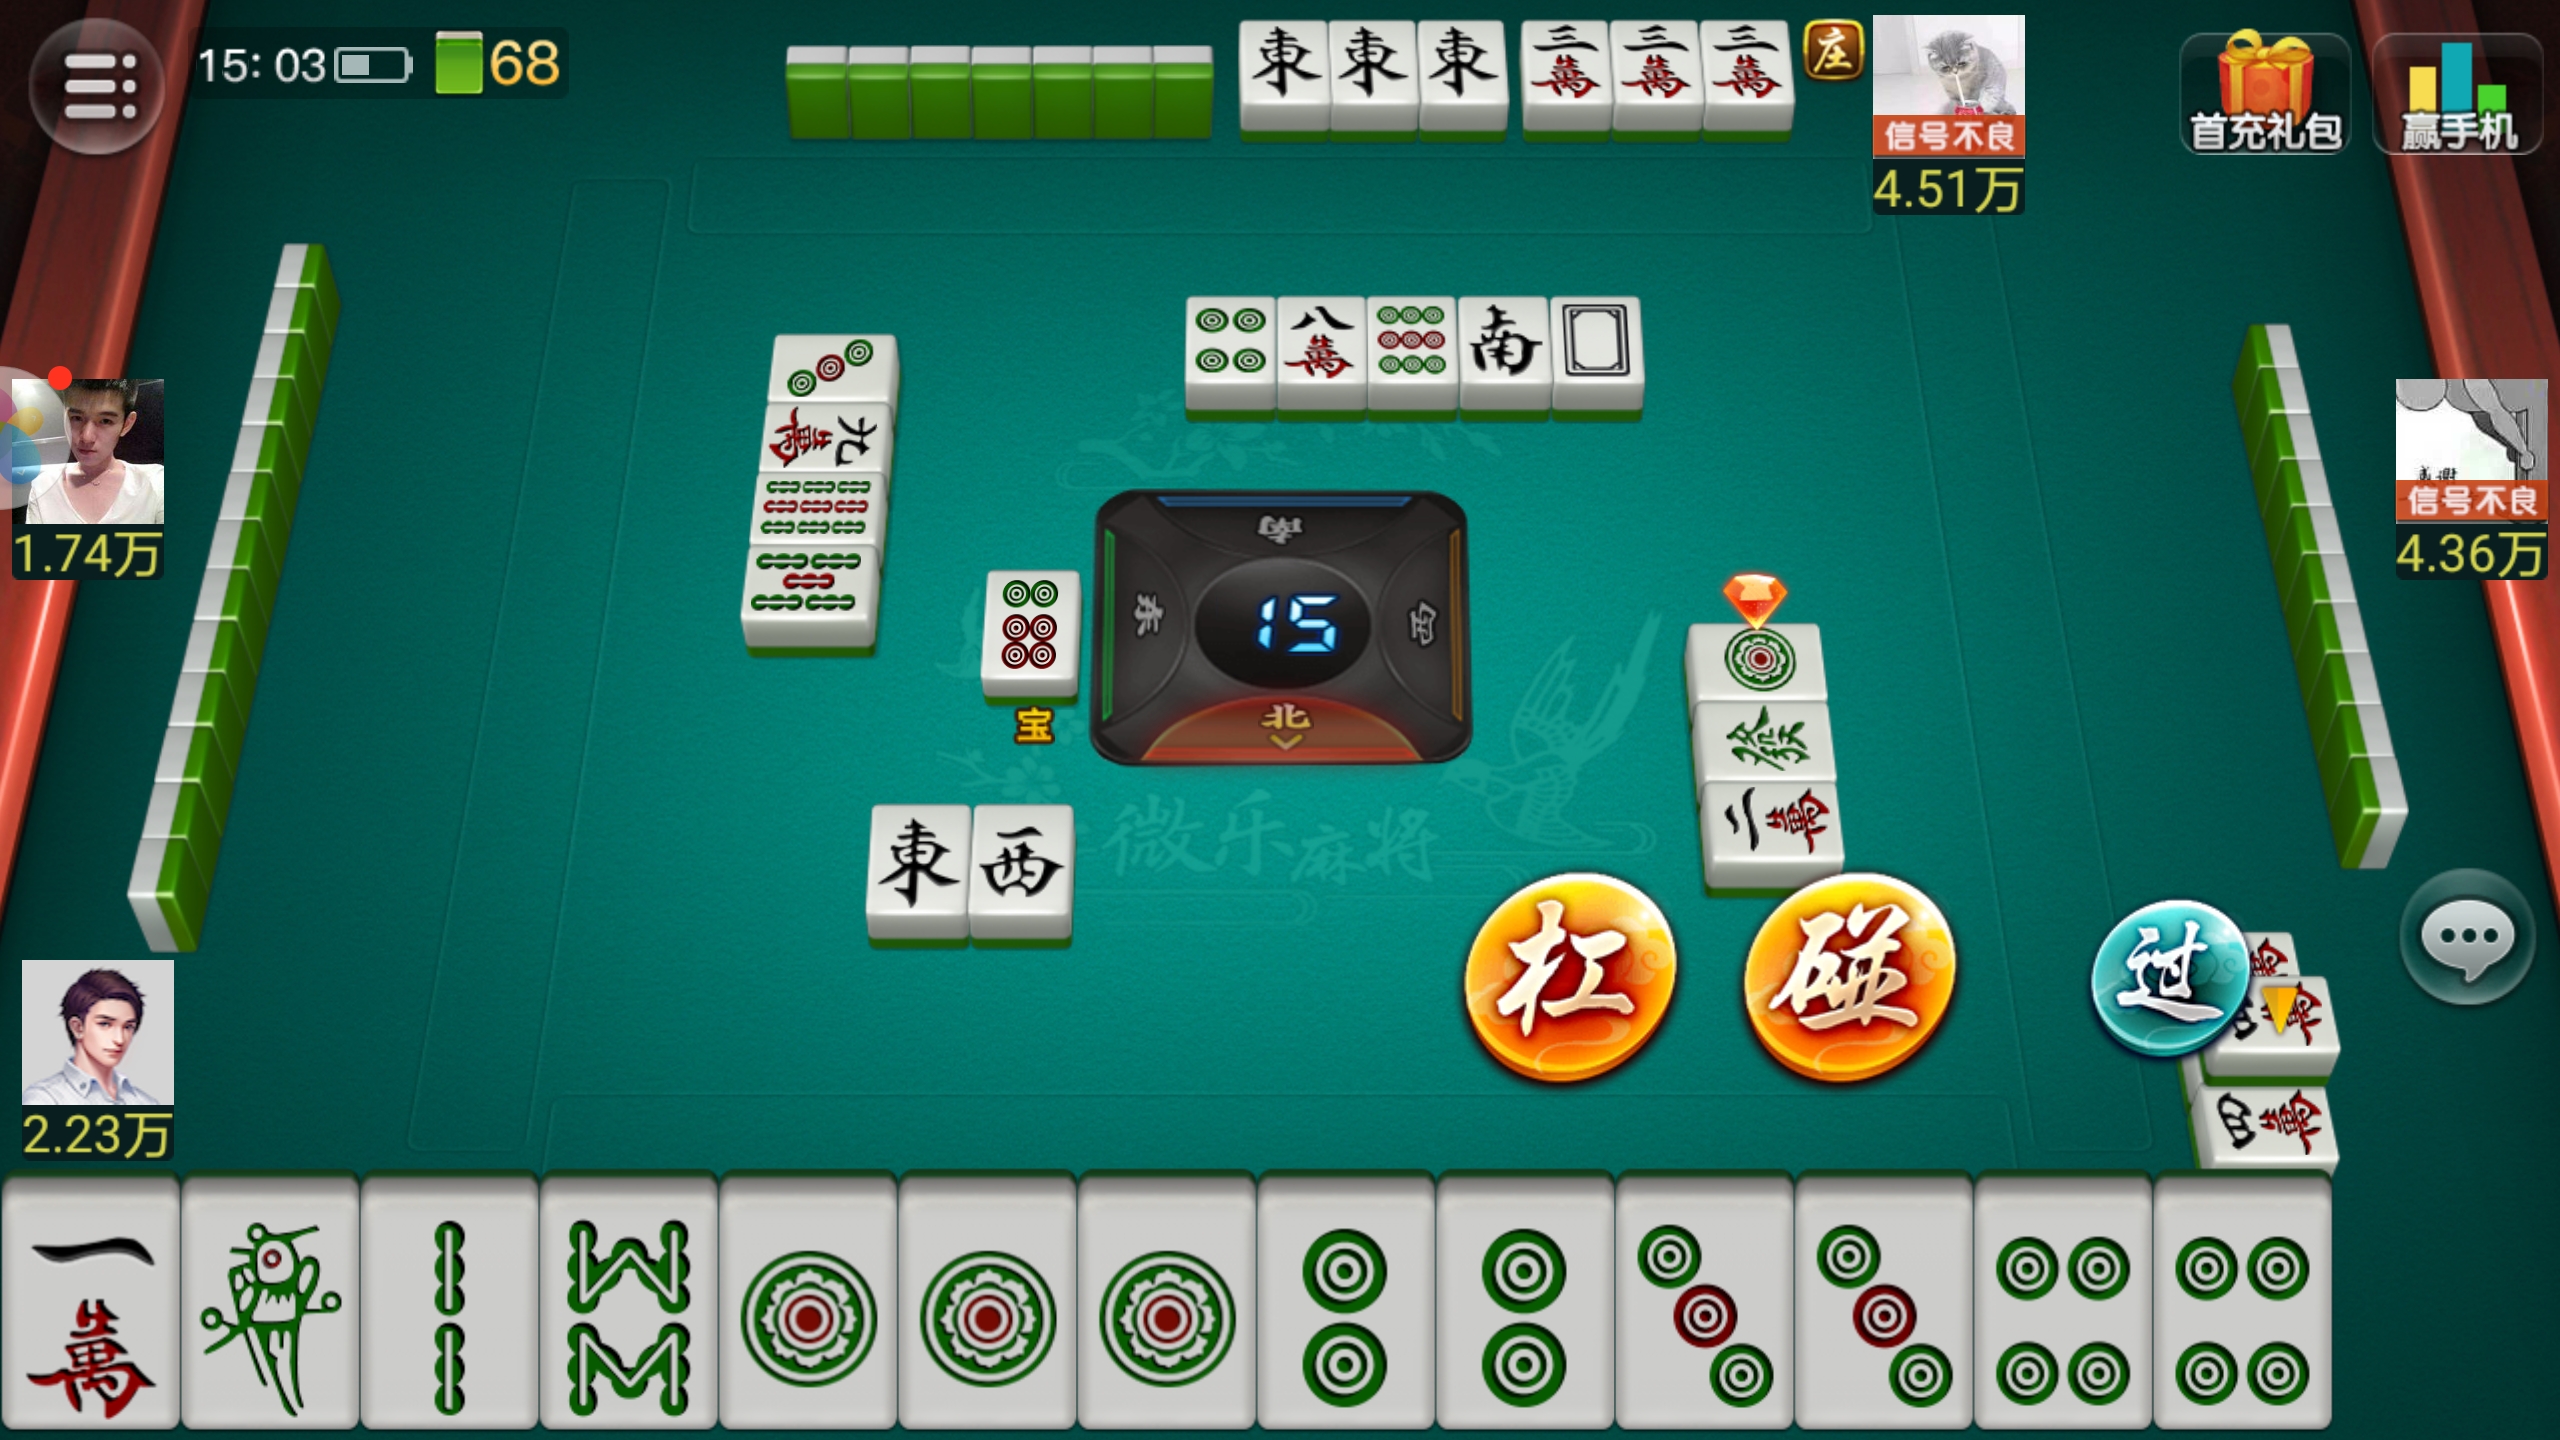 15:03
68
東 東 東 三萬 三萬 三萬
庄
信号不良
4.51万
首充礼包
赢手机
八萬 南
九萬
1.74万
信号不良
4.36万
南
东
15
西
北
宝
發
二萬
東 西
微乐麻将
杠
碰
过
四萬
四萬
2.23万
一萬